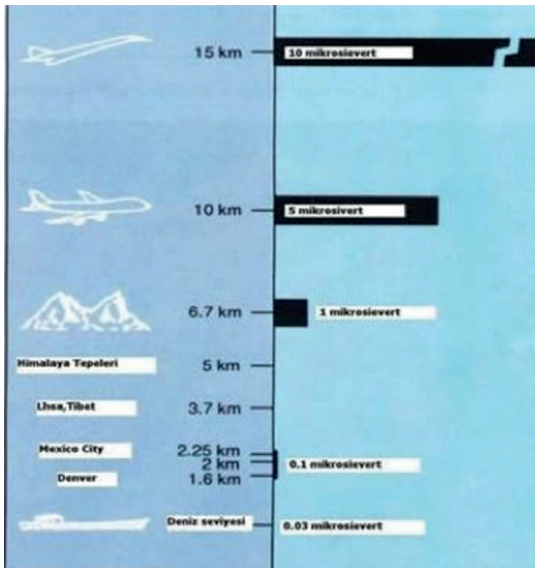 15 km 10 mikrosievert
10 km 5 mikrosivert
6.7 km 1 mikrosievert
Himalaya Tepeleri 5 km
Lhsa,Tibet 3.7 km
Mexico City 2.25 km
2 km 0.1 mikrosievert
Denver 1.6 km
Deniz seviyesi 0.03 mikrosievert